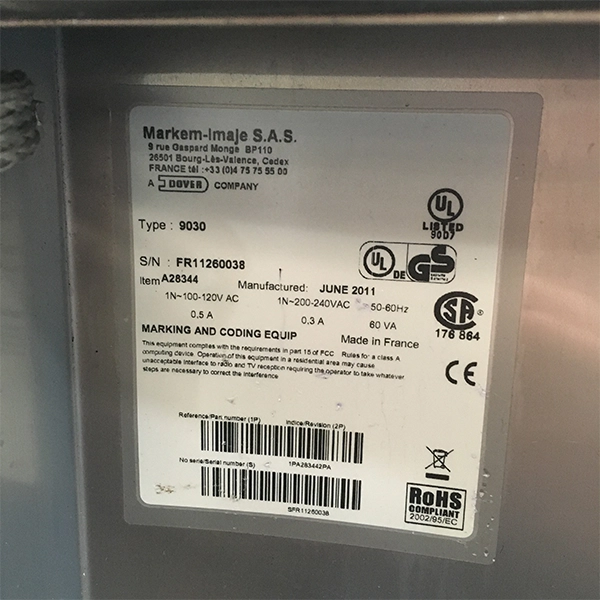 Markem-Imaje S.A.S.
9 rue Gaspard Monge BP110
26501 Bourg-Lès-Valence, Cedex
FRANCE tél :+33 (0)4 75 75 55 00
A DOVER COMPANY
Type : 9030
UL
LISTED
90D7
S/N : FR11260038
UL DE GS
Item A28344
Manufactured: JUNE 2011
1N~100-120V AC 1N~200-240VAC 50-60Hz
0.5 A 0,3 A 60 VA
SA
176 864
MARKING AND CODING EQUIP Made in France
This equipment complies with the requirements in part 15 of FCC Rules for a class A
computing device. Operation of this equipment in a residential area may cause
unacceptable interface to radio and TV reception requiring the operator to take whatever
steps are necessary to correct the interference
CE
Reference/Part number (1P) Indice/Revision (2P)
No.serie/Serial number (S) 1PA283442PA
SFR11260038
RoHS
COMPLIANT
2002/95/EC